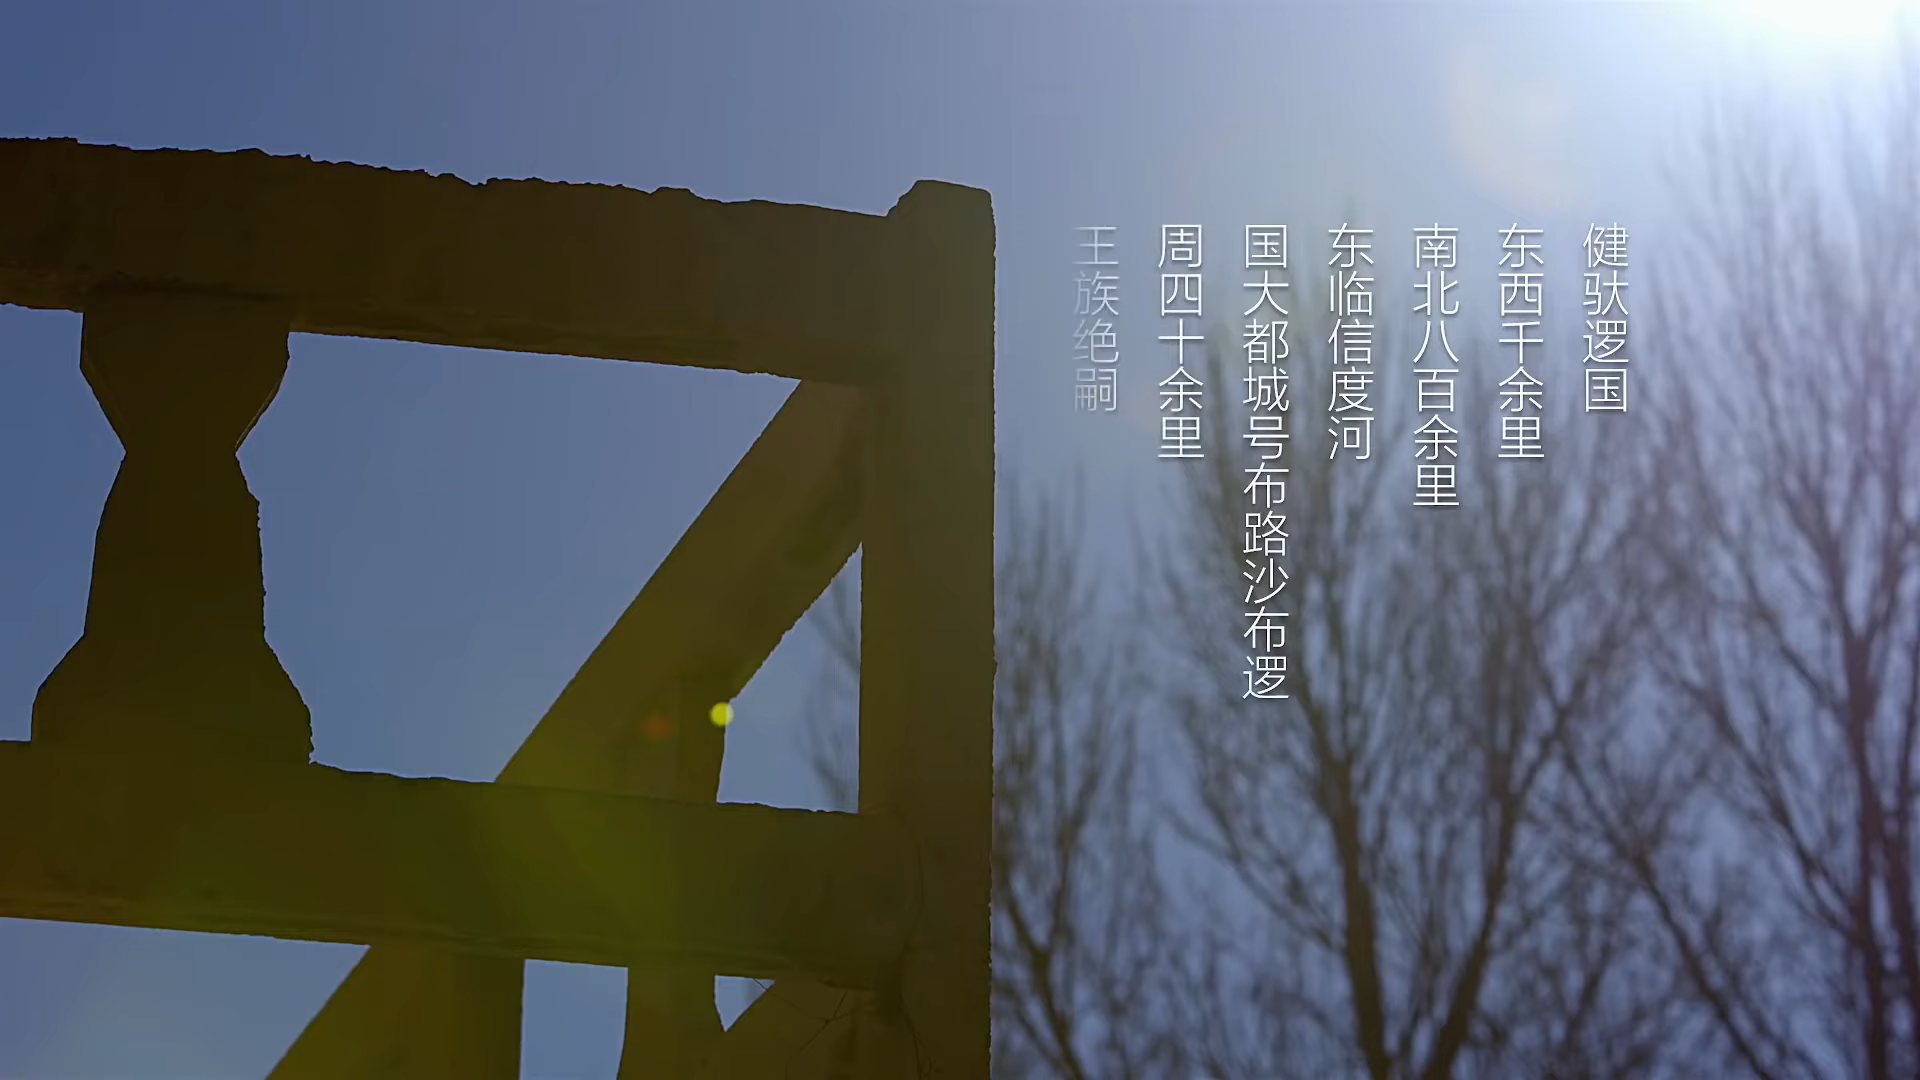 健驮逻国
东西千余里
南北八百余里
东临信度河
国大都城号布路沙布逻
周四十余里
王族绝嗣